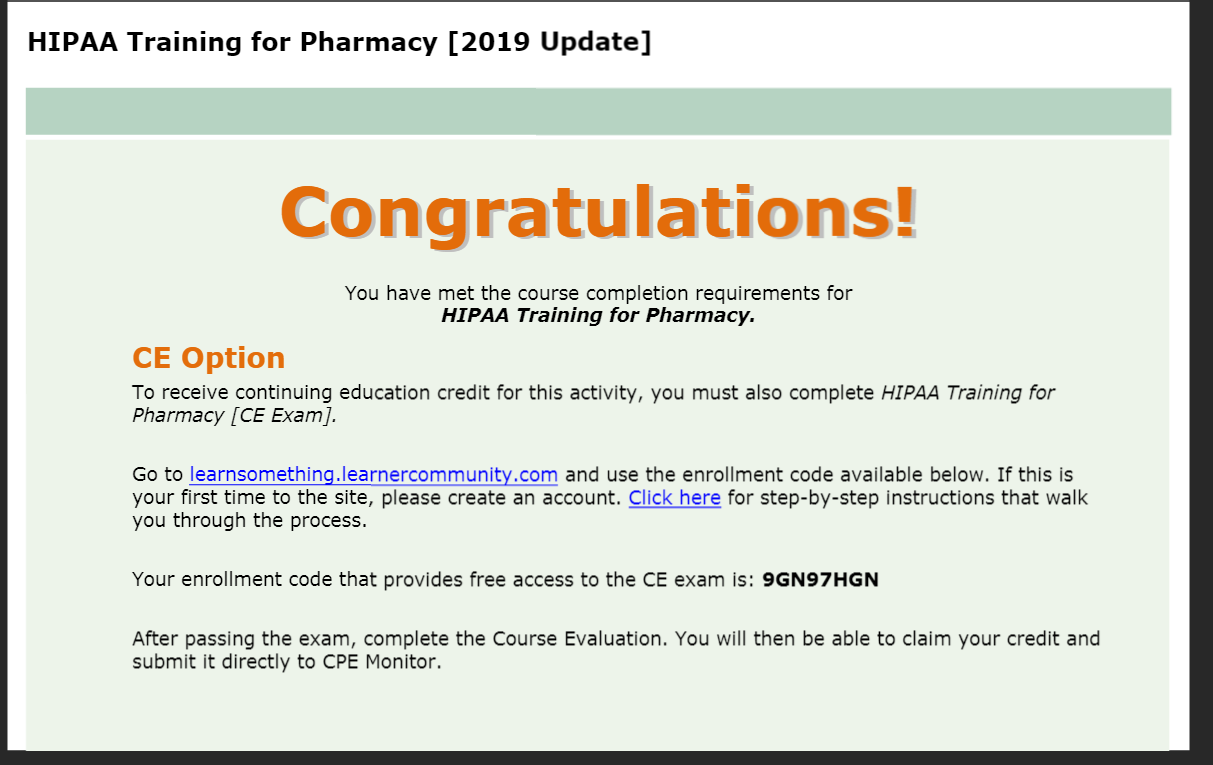 HIPAA Training for Pharmacy [2019 Update]
Congratulations!
You have met the course completion requirements for
HIPAA Training for Pharmacy.
CE Option
To receive continuing education credit for this activity, you must also complete HIPAA Training for
Pharmacy [CE Exam].
Go to learnsomething.learnercommunity.com and use the enrollment code available below. If this is
your first time to the site, please create an account. Click here for step-by-step instructions that walk
you through the process.
Your enrollment code that provides free access to the CE exam is: 9GN97HGN
After passing the exam, complete the Course Evaluation. You will then be able to claim your credit and
submit it directly to CPE Monitor.